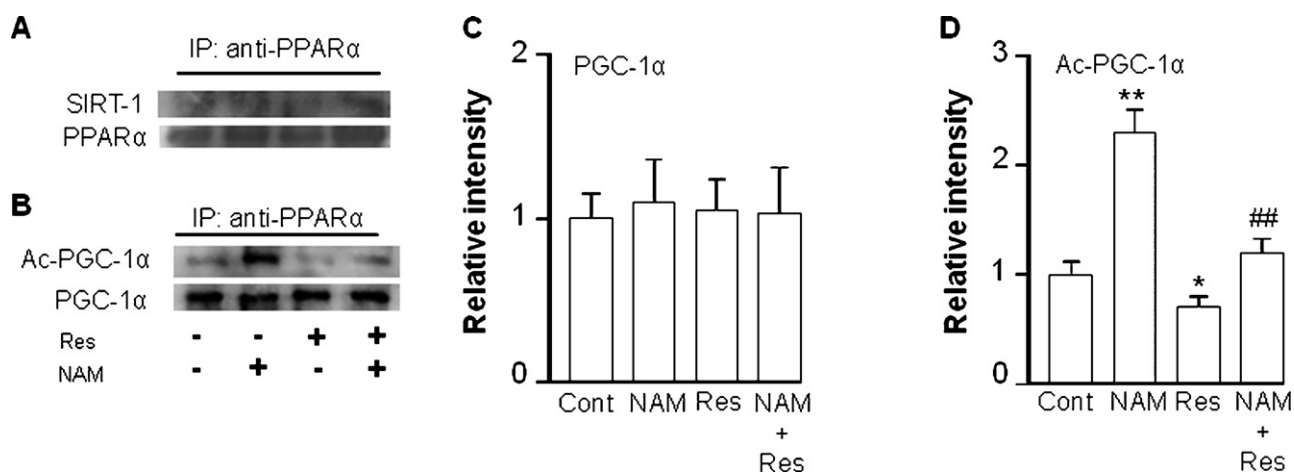 A
IP: anti-PPARα
SIRT-1
PPARα
B
IP: anti-PPARα
Ac-PGC-1α
PGC-1α
Res - - + +
NAM - + - +
C
PGC-1α
Relative intensity
2
1
0
Cont NAM Res NAM
+
Res
D
Ac-PGC-1α
Relative intensity
3
2
1
0
**
*
##
Cont NAM Res NAM
+
Res